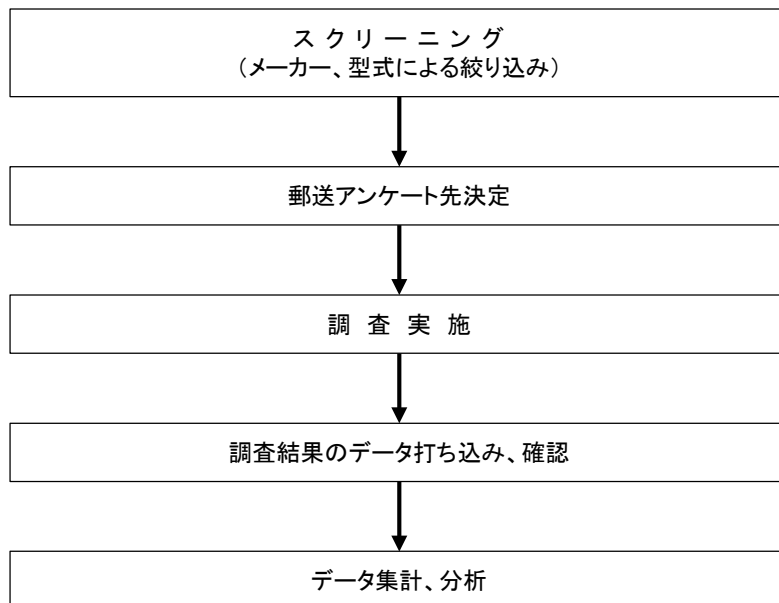 スクリーニング
（メーカー、型式による絞り込み）
郵送アンケート先決定
調査実施
調査結果のデータ打ち込み、確認
データ集計、分析